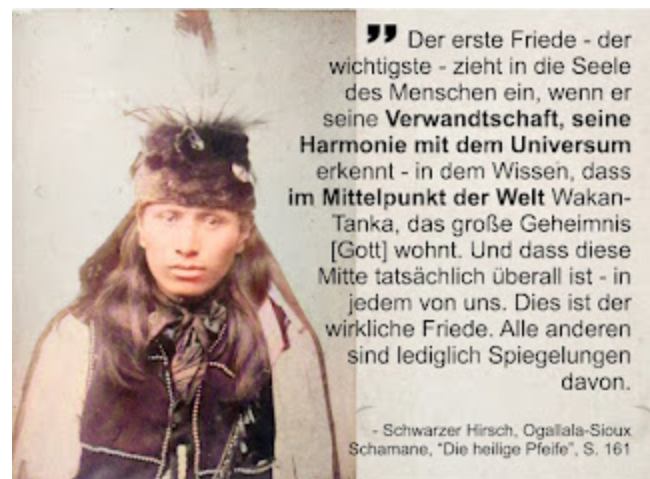 ❞ Der erste Friede - der
wichtigste - zieht in die Seele
des Menschen ein, wenn er
seine Verwandtschaft, seine
Harmonie mit dem Universum
erkennt - in dem Wissen, dass
im Mittelpunkt der Welt Wakan-
Tanka, das große Geheimnis
[Gott] wohnt. Und dass diese
Mitte tatsächlich überall ist - in
jedem von uns. Dies ist der
wirkliche Friede. Alle anderen
sind lediglich Spiegelungen
davon.
- Schwarzer Hirsch, Ogallala-Sioux
Schamane, "Die heilige Pfeife", S. 161